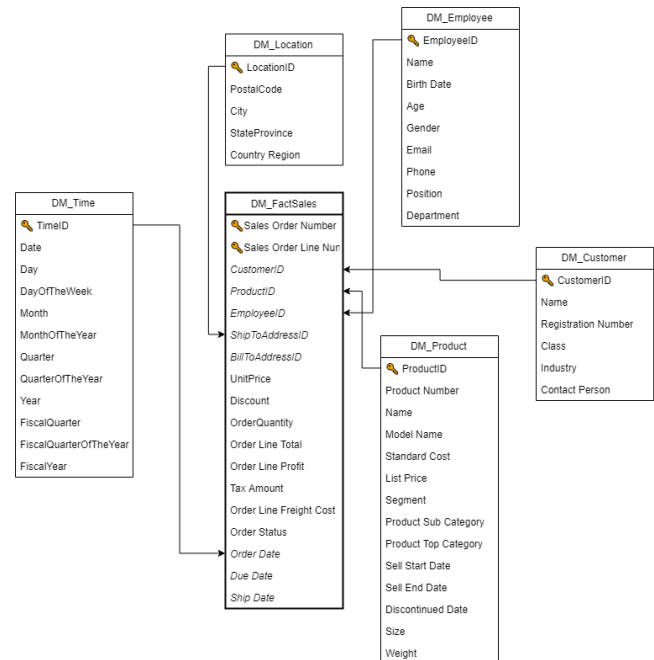 DM_Employee
EmployeeID
Name
Birth Date
Age
Gender
Email
Phone
Position
Department
DM_Location
LocationID
PostalCode
City
StateProvince
Country Region
DM_Time
TimeID
Date
Day
DayOfTheWeek
Month
MonthOfTheYear
Quarter
QuarterOfTheYear
Year
FiscalQuarter
FiscalQuarterOfTheYear
FiscalYear
DM_FactSales
Sales Order Number
Sales Order Line Nun
CustomerID
ProductID
EmployeeID
ShipToAddressID
BillToAddressID
UnitPrice
Discount
OrderQuantity
Order Line Total
Order Line Profit
Tax Amount
Order Line Freight Cost
Order Status
Order Date
Due Date
Ship Date
DM_Customer
CustomerID
Name
Registration Number
Class
Industry
Contact Person
DM_Product
ProductID
Product Number
Name
Model Name
Standard Cost
List Price
Segment
Product Sub Category
Product Top Category
Sell Start Date
Sell End Date
Discontinued Date
Size
Weight